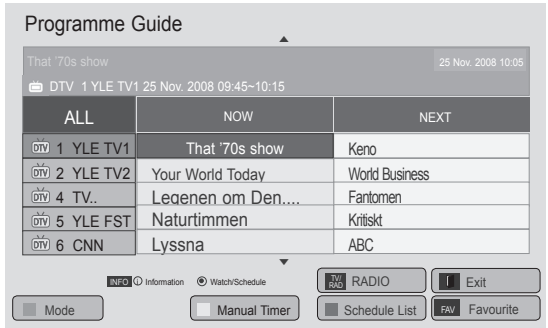 Programme Guide
That '70s show 25 Nov. 2008 10:05
DTV 1 YLE TV1 25 Nov. 2008 09:45~10:15
ALL NOW NEXT
DTV 1 YLE TV1 That '70s show Keno
DTV 2 YLE TV2 Your World Today World Business
DTV 4 TV.. Legenen om Den.... Fantomen
DTV 5 YLE FST Naturtimmen Kritiskt
DTV 6 CNN Lyssna ABC
INFO i Information Watch/Schedule TV/RAD RADIO Exit
Mode Manual Timer Schedule List FAV Favourite